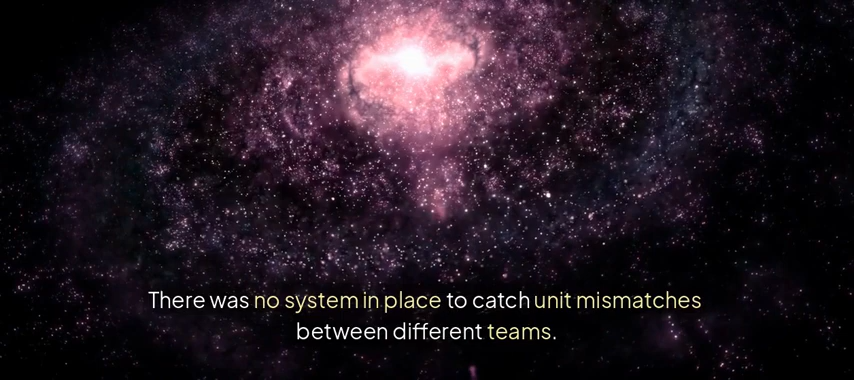 There was no system in place to catch unit mismatches
between different teams.